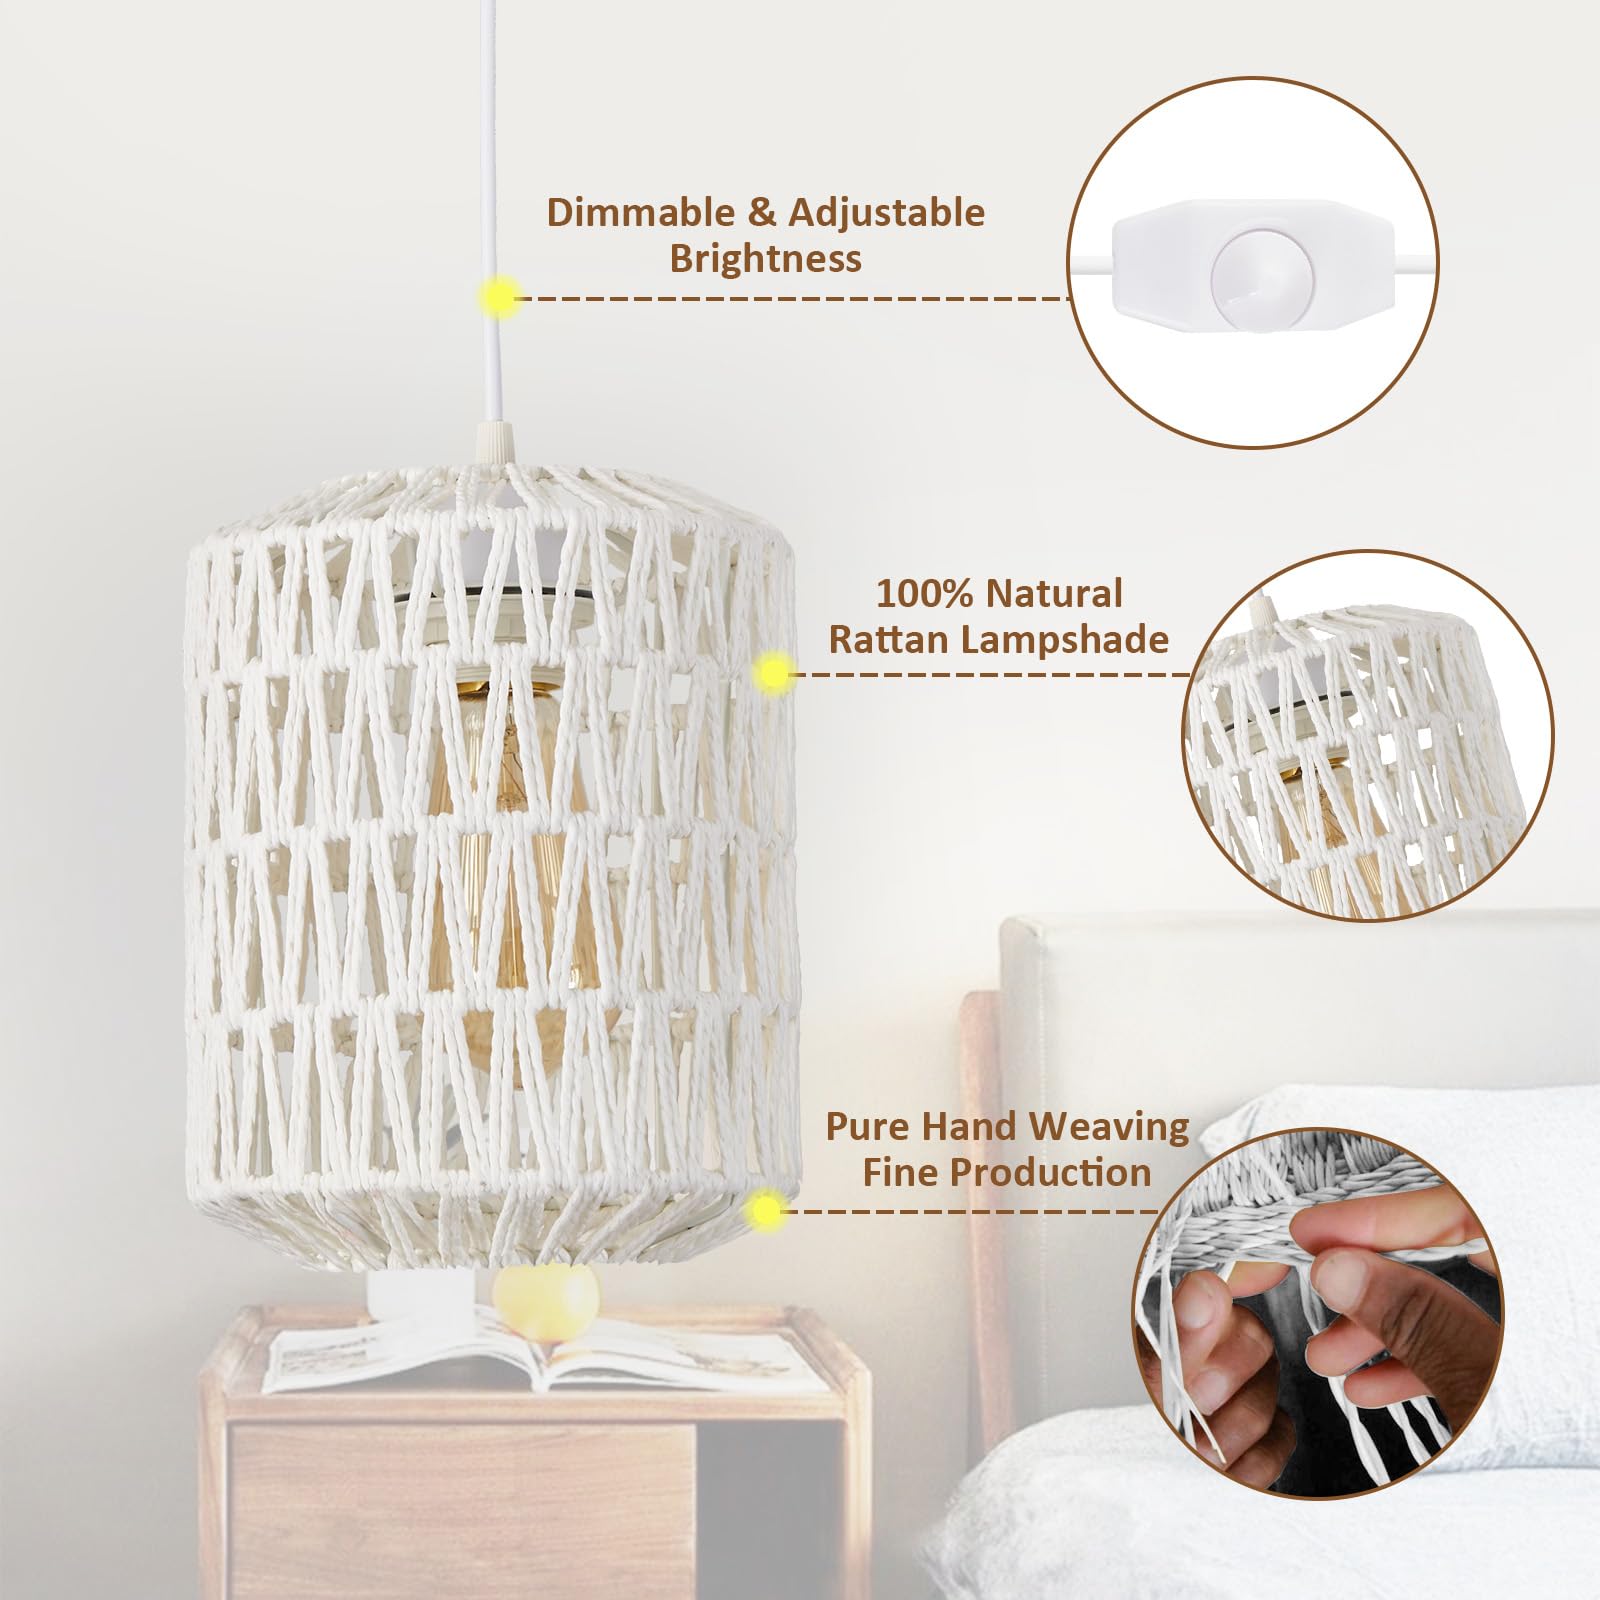 Dimmable & Adjustable
Brightness
100% Natural
Rattan Lampshade
Pure Hand Weaving
Fine Production